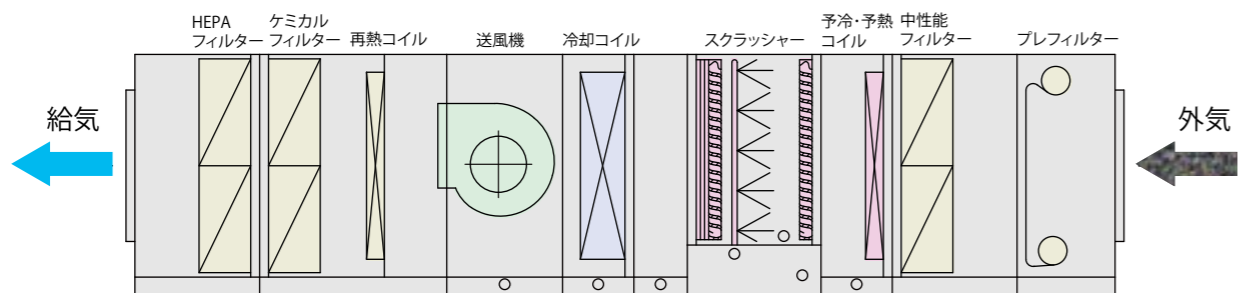 HEPA
フィルター
ケミカル
フィルター
再熱コイル
送風機
冷却コイル
スクラッシャー
予冷・予熱
コイル
中性能
フィルター
プレフィルター
給気
外気